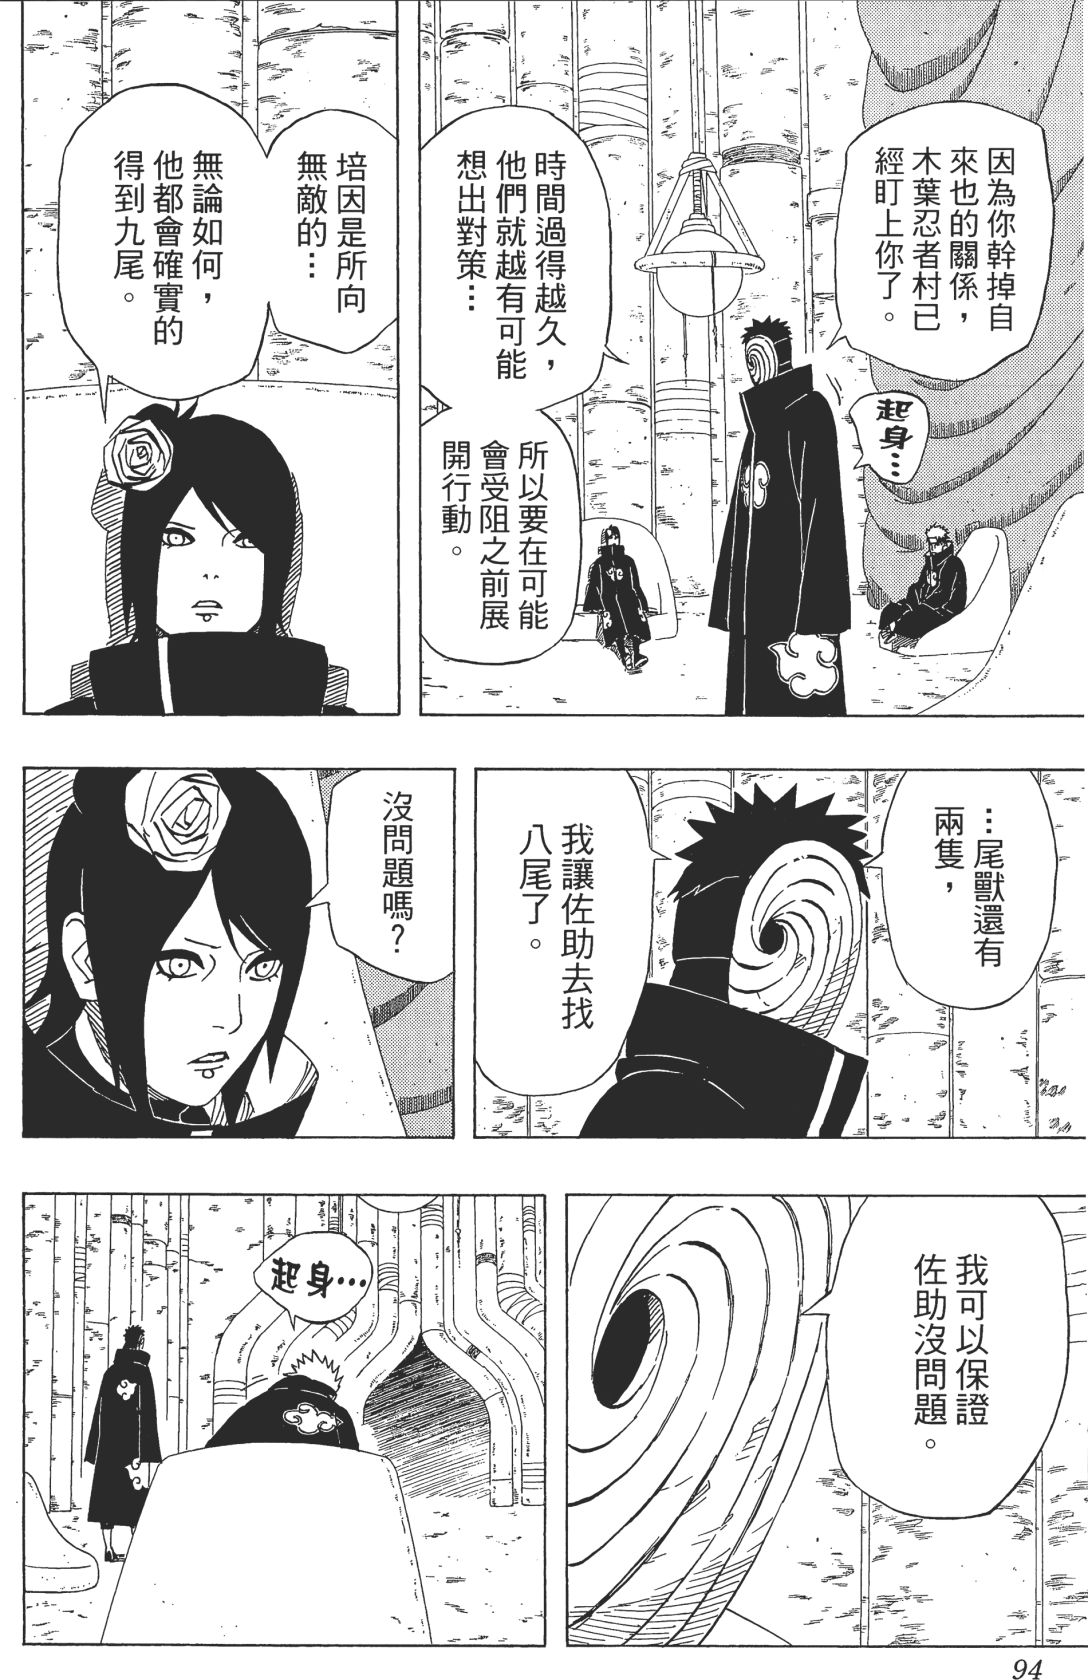 因為你幹掉自
來也的關係，
木葉忍者村已
經盯上你了。
起身…
時間過得越久，
他們就越有可能
想出對策…
所以要在可能
會受阻之前展
開行動。
培因是所向
無敵的…
無論如何，
他都會確實的
得到九尾。
…尾獸還有
兩隻，
我讓佐助去找
八尾了。
沒問題嗎？
我可以保證
佐助沒問題。
起身…
94